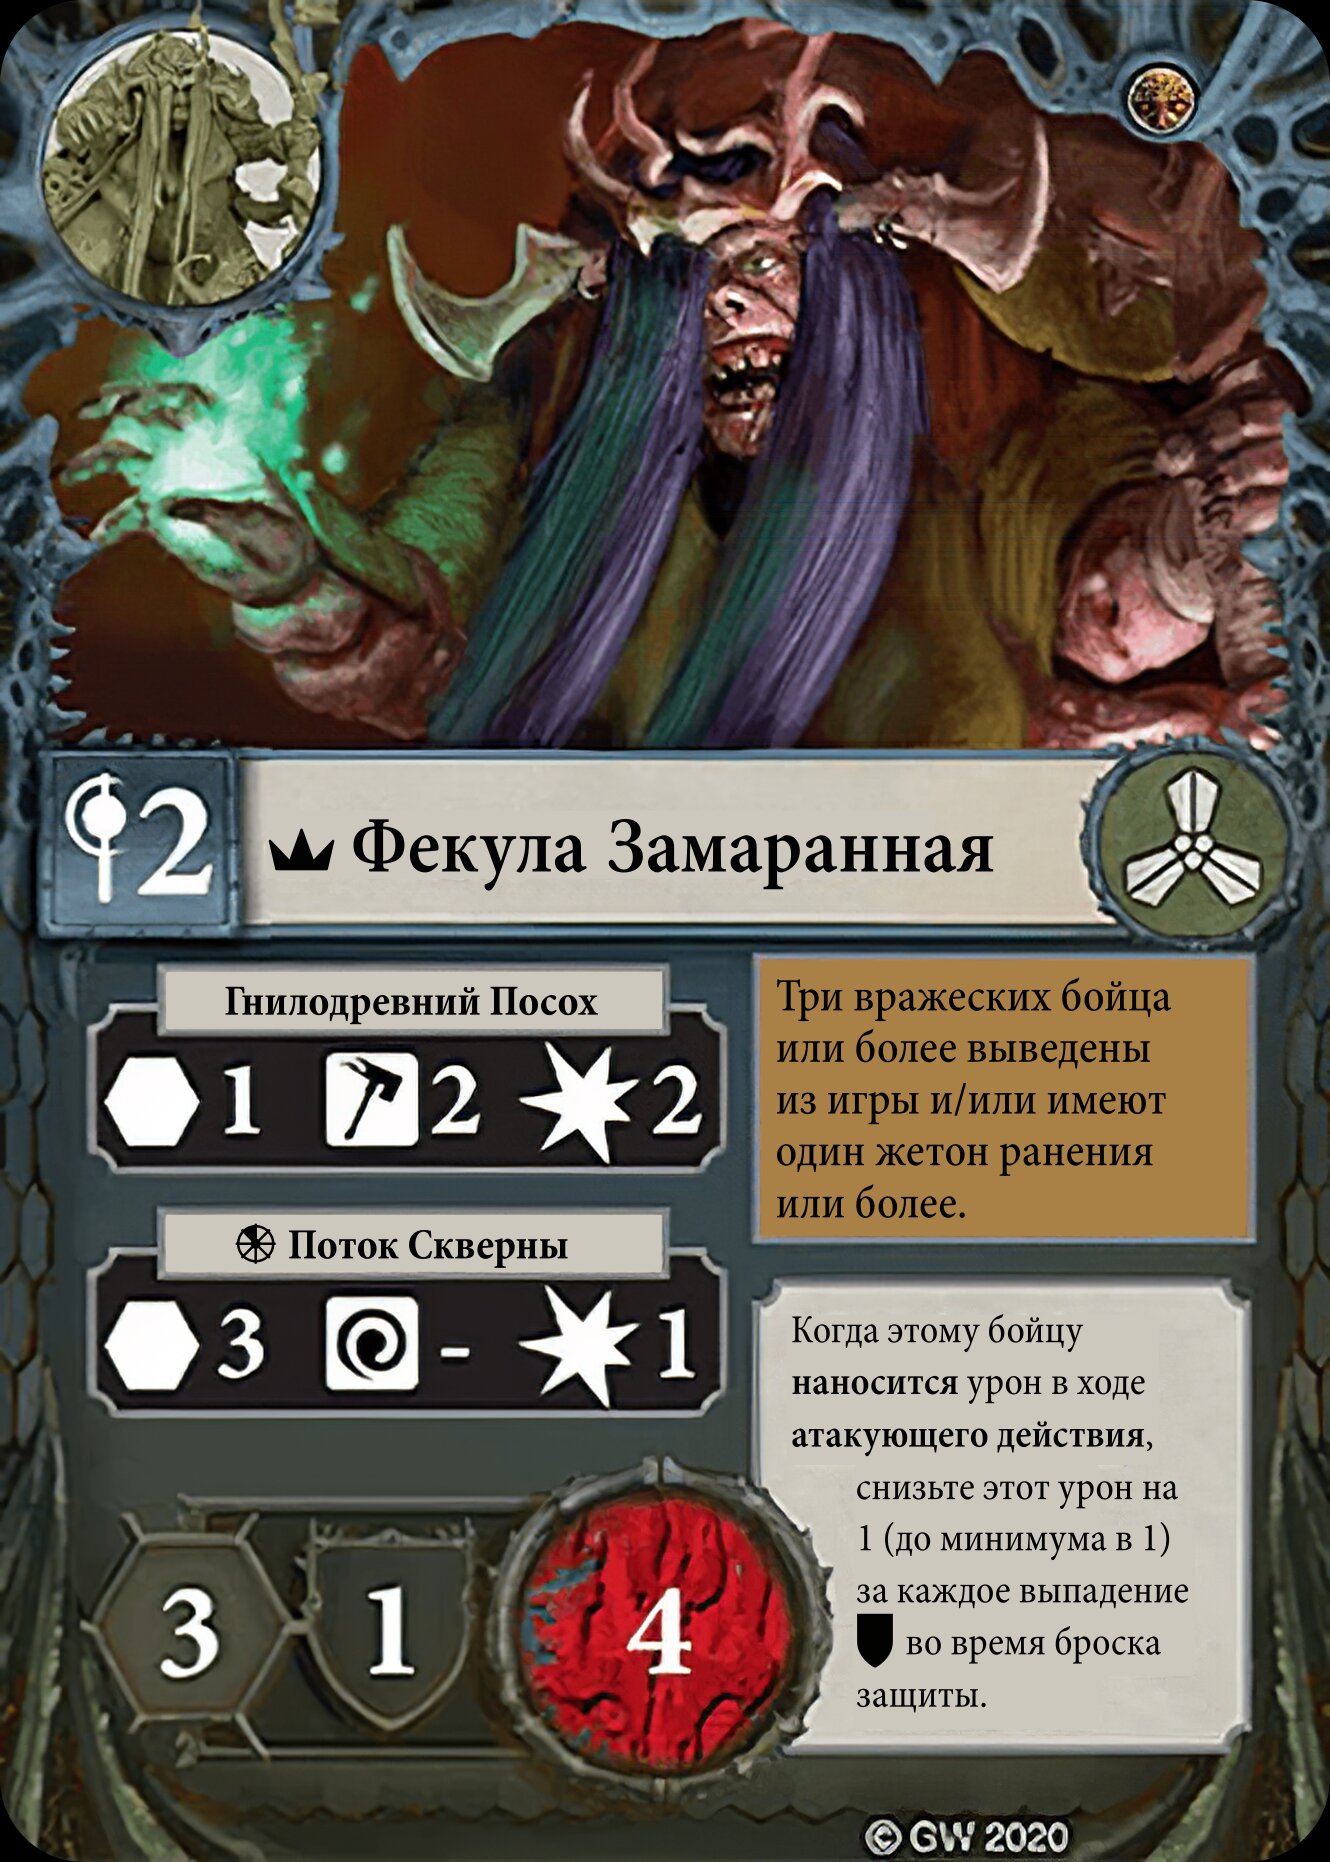 2
Фекула Замаранная
Гнилодревний Посох
1 2 2
Поток Скверны
3 - 1
3 1 4
Три вражеских бойца
или более выведены
из игры и/или имеют
один жетон ранения
или более.
Когда этому бойцу
наносится урон в ходе
атакующего действия,
снизьте этот урон на
1 (до минимума в 1)
за каждое выпадение
во время броска
защиты.
© GW 2020